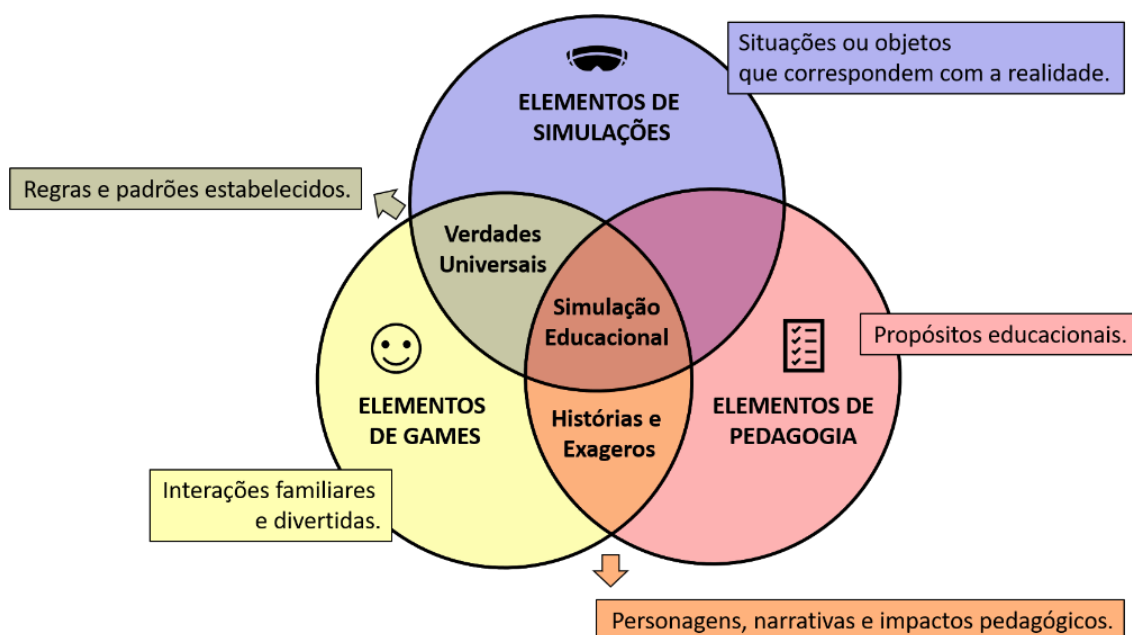 Situações ou objetos
que correspondem com a realidade.
ELEMENTOS DE
SIMULAÇÕES
Regras e padrões estabelecidos.
Verdades
Universais
Simulação
Educacional
Propósitos educacionais.
ELEMENTOS
DE GAMES
ELEMENTOS DE
PEDAGOGIA
Histórias e
Exageros
Interações familiares
e divertidas.
Personagens, narrativas e impactos pedagógicos.